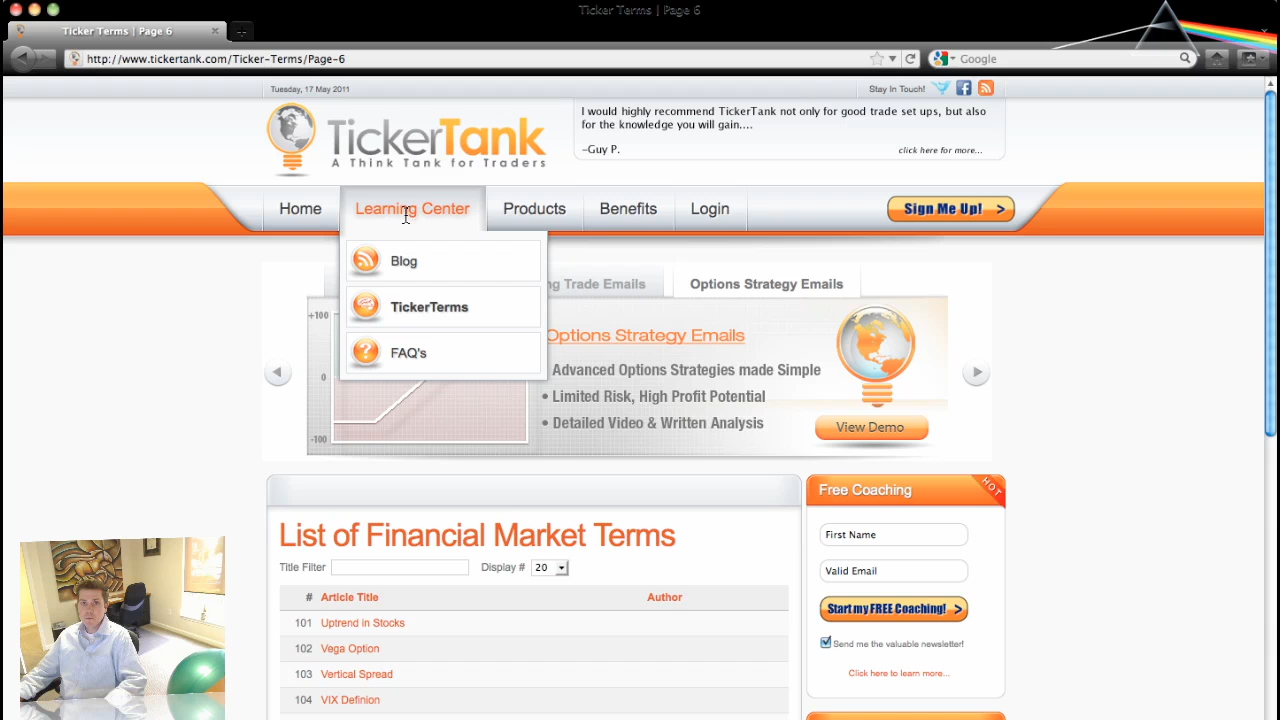 Ticker Terms | Page 6
Ticker Terms | Page 6
http://www.tickertank.com/Ticker-Terms/Page-6
Google
Tuesday, 17 May 2011
Stay In Touch!
I would highly recommend TickerTank not only for good trade set ups, but also
for the knowledge you will gain....
-Guy P.
click here for more...
TickerTank
A Think Tank for Traders
Home
Learning Center
Products
Benefits
Login
Sign Me Up! >
Blog
TickerTerms
FAQ's
ng Trade Emails
Options Strategy Emails
+100
0
-100
Options Strategy Emails
Advanced Options Strategies made Simple
• Limited Risk, High Profit Potential
• Detailed Video & Written Analysis
View Demo
List of Financial Market Terms
Title Filter
Display # 20
# Article Title Author
101 Uptrend in Stocks
102 Vega Option
103 Vertical Spread
104 VIX Definion
Free Coaching
HOT
First Name
Valid Email
Start my FREE Coaching! >
Send me the valuable newsletter!
Click here to learn more...